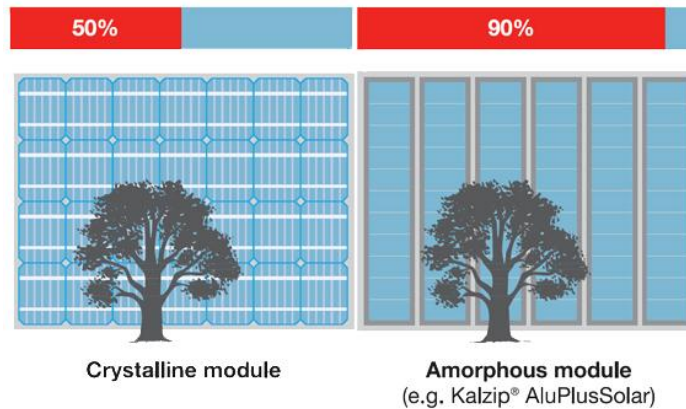 50%
90%
Crystalline module
Amorphous module
(e.g. Kalzip® AluPlusSolar)